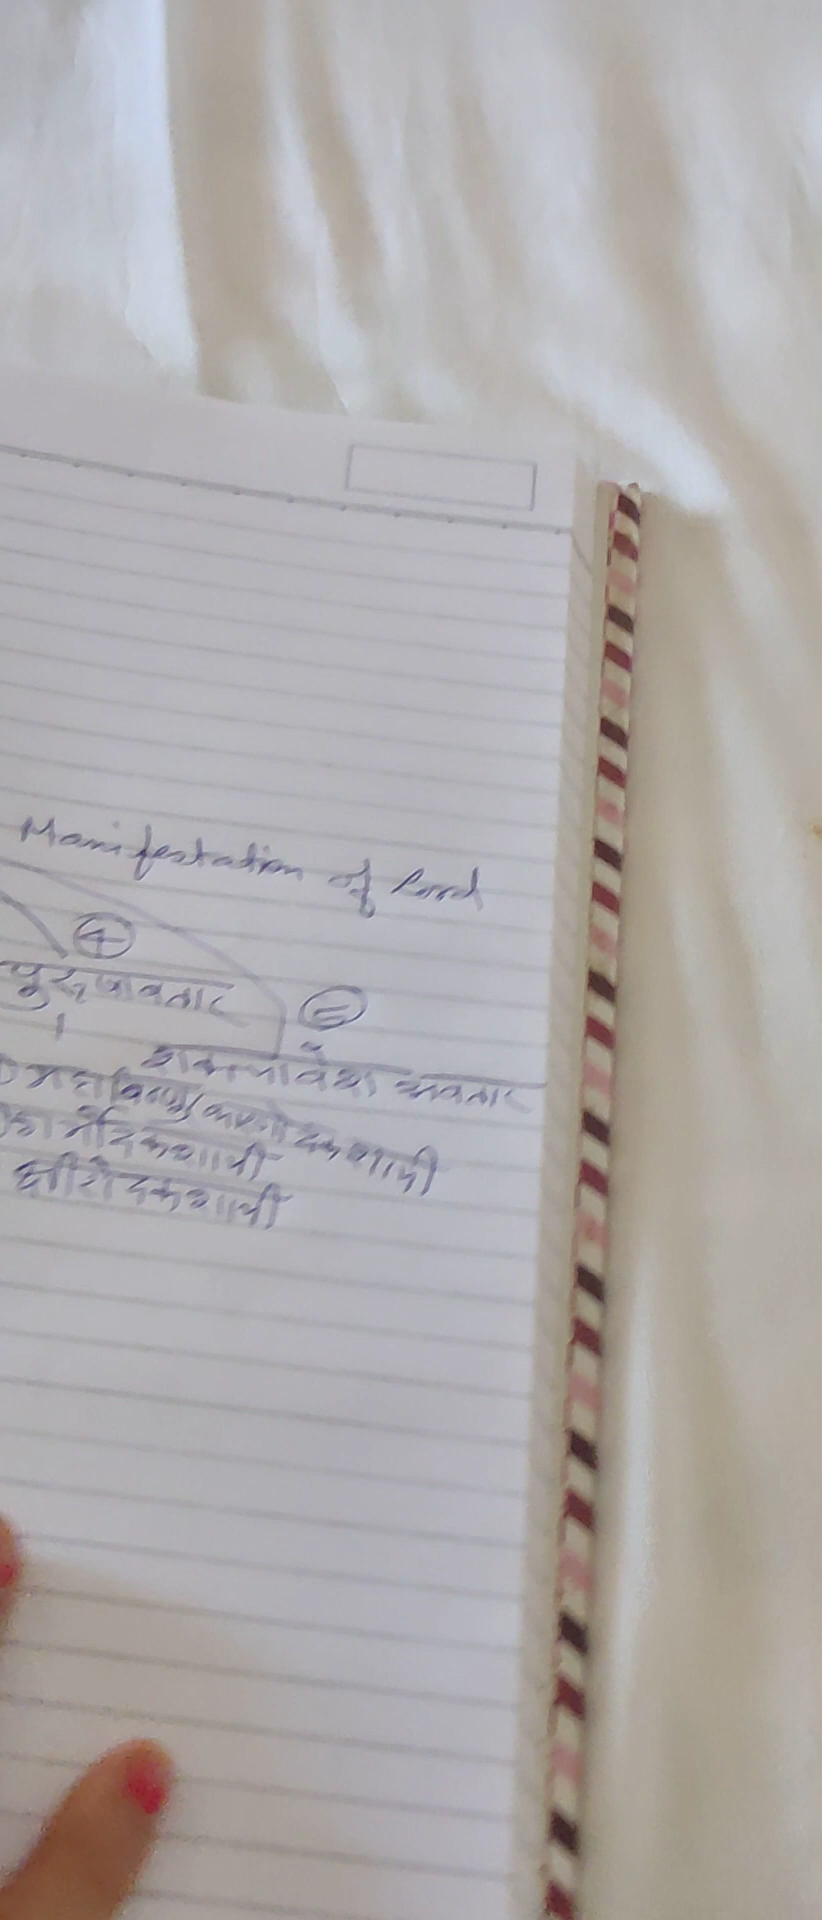 Manifestation of Lord
④
पुरूषावतार
⑤
शक्त्यावेश अवतार
महाविष्णु/कारणोदकशायी
गर्भोदकशायी
क्षीरोदकशायी